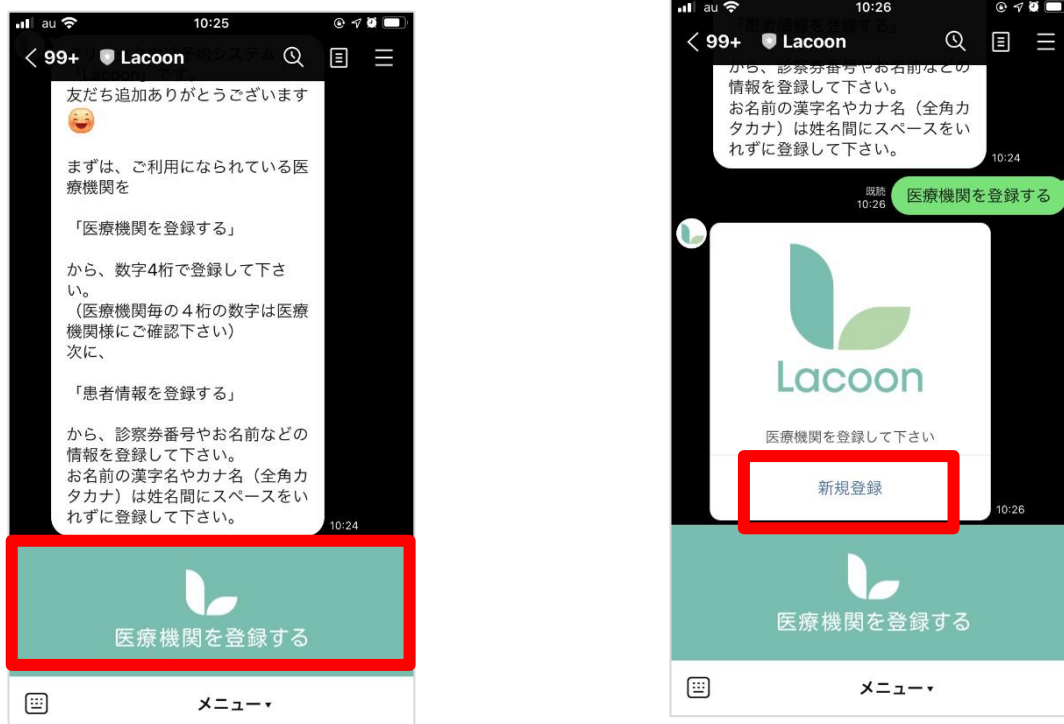 au
10:25
99+
Lacoon
友だち追加ありがとうございます
まずは、ご利用になられている医
療機関を
「医療機関を登録する」
から、数字4桁で登録して下さ
い。
（医療機関毎の４桁の数字は医療
機関様にご確認下さい）
次に、
「患者情報を登録する」
から、診察券番号やお名前などの
情報を登録して下さい。
お名前の漢字名やカナ名（全角カ
タカナ）は姓名間にスペースをい
れずに登録して下さい。
10:24
医療機関を登録する
メニュー▾
au
10:26
99+
Lacoon
から、診察券番号やお名前などの
情報を登録して下さい。
お名前の漢字名やカナ名（全角カ
タカナ）は姓名間にスペースをい
れずに登録して下さい。
10:24
既読
10:26
医療機関を登録する
Lacoon
医療機関を登録して下さい
新規登録
10:26
医療機関を登録する
メニュー▾